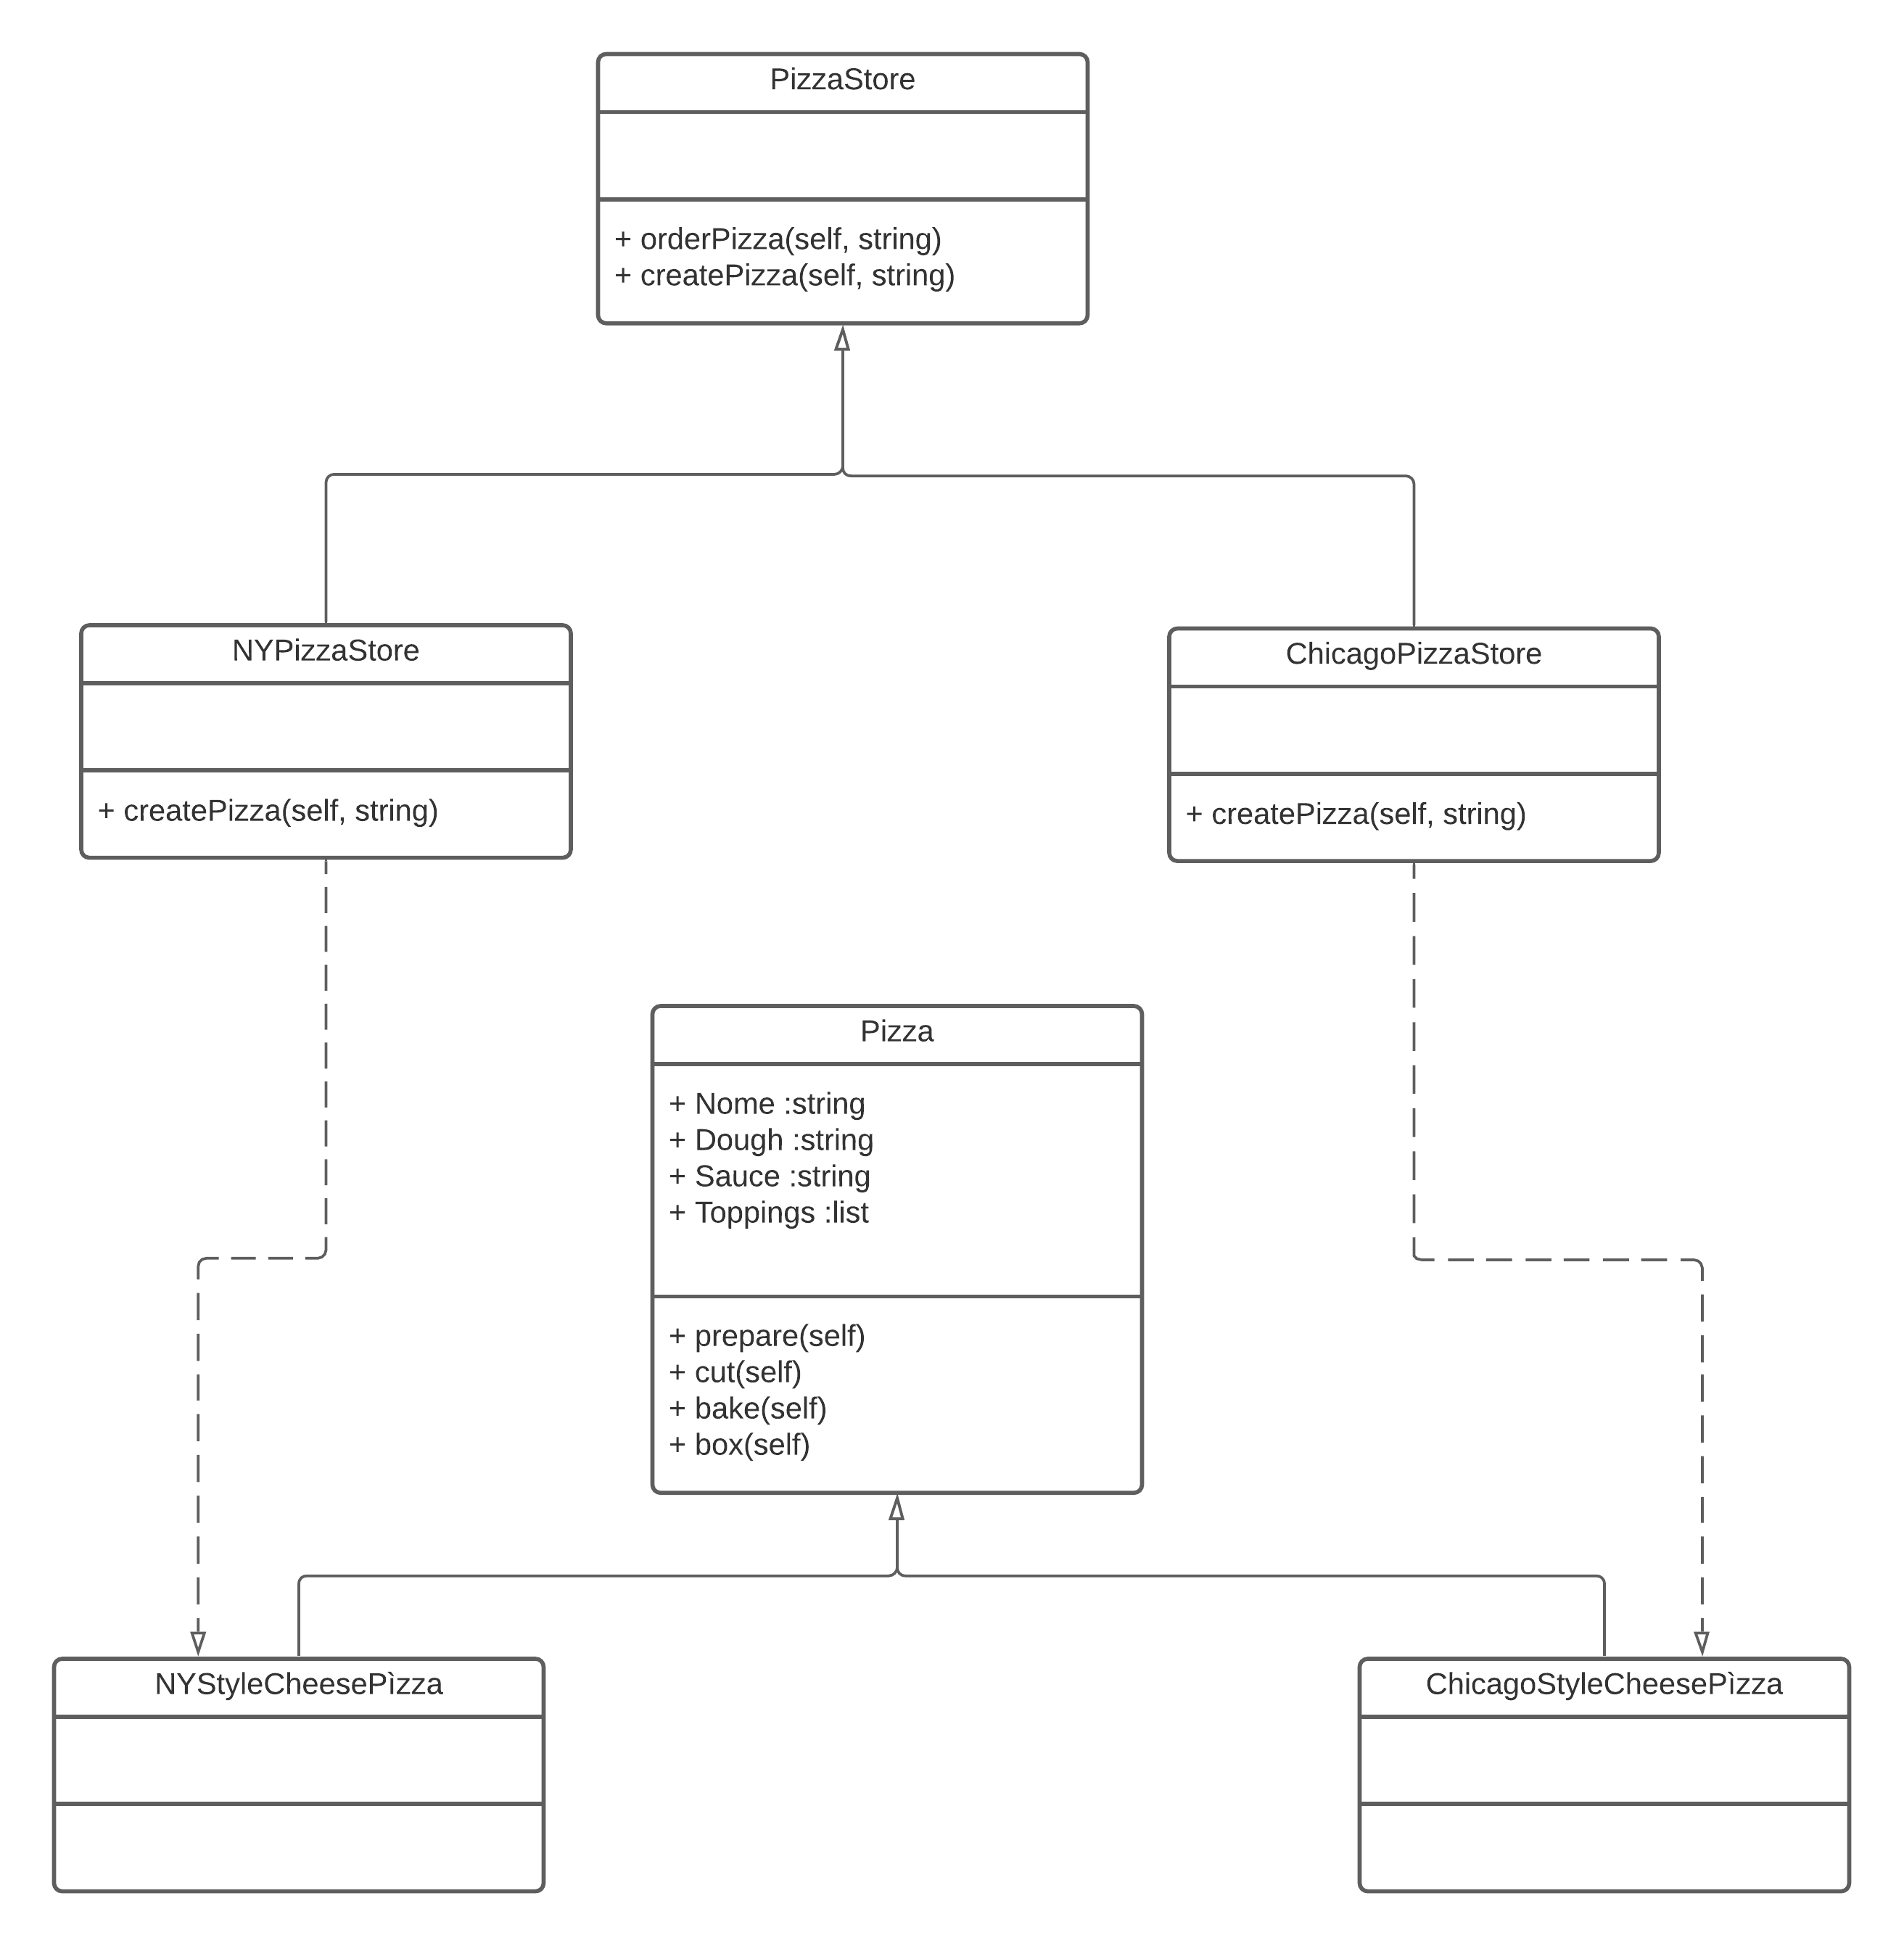 PizzaStore
+ orderPizza(self, string)
+ createPizza(self, string)
NYPizzaStore
+ createPizza(self, string)
ChicagoPizzaStore
+ createPizza(self, string)
Pizza
+ Nome :string
+ Dough :string
+ Sauce :string
+ Toppings :list
+ prepare(self)
+ cut(self)
+ bake(self)
+ box(self)
NYStyleCheesePìzza
ChicagoStyleCheesePìzza